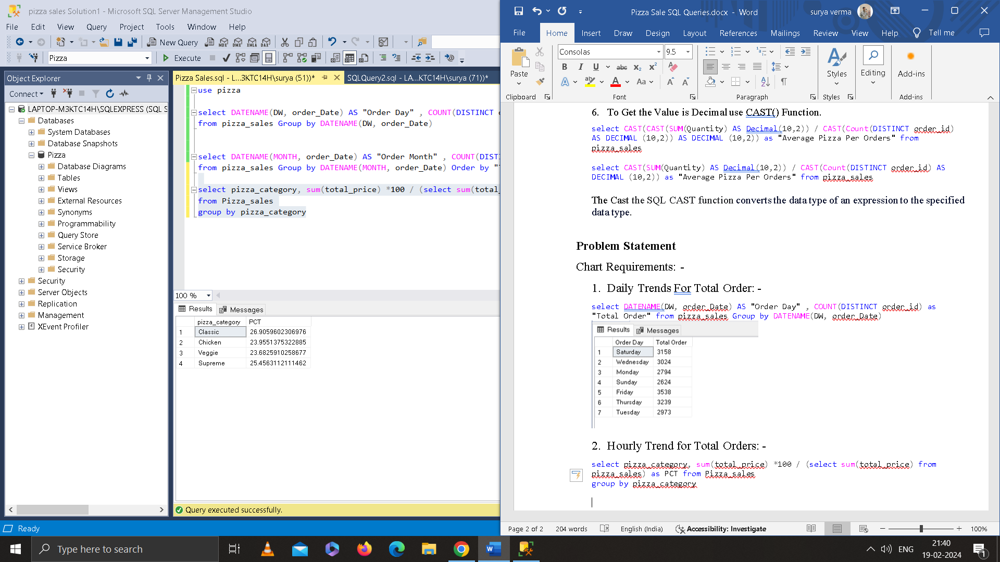 pizza sales Solution1 - Microsoft SQL Server Management Studio
File Edit View Query Project Tools Window Help
New Query
Pizza
Execute
Object Explorer
Connect
LAPTOP-M3KTC14H\SQLEXPRESS (SQL S
Databases
System Databases
Database Snapshots
Pizza
Database Diagrams
Tables
Views
External Resources
Synonyms
Programmability
Query Store
Service Broker
Storage
Security
Security
Server Objects
Replication
Management
XEvent Profiler
Pizza Sales.sql - L...3KTC14H\surya (51))*
SQLQuery2.sql - LA...KTC14H\surya (71))*
use pizza
select DATENAME(DW, order_Date) AS "Order Day" , COUNT(DISTINCT
from pizza_sales Group by DATENAME(DW, order_Date)
select DATENAME(MONTH, order_Date) AS "Order Month" , COUNT(DISTI
from pizza_sales Group by DATENAME(MONTH, order_Date) Order by "
select pizza_category, sum(total_price) *100 / (select sum(total_
from Pizza_sales
group by pizza_category
100 %
Results Messages
pizza_category PCT
1 Classic 26.9059602306976
2 Chicken 23.9551375322885
3 Veggie 23.6825910258677
4 Supreme 25.4563112111462
Query executed successfully.
Ready
Pizza Sale SQL Queries.docx - Word
surya verma
File Home Insert Draw Design Layout References Mailings Review View Help Tell me
Paste
Clipboard
Consolas 9.5
Font
Paragraph
Styles
Styles
Editing
Add-ins
Add-ins
6. To Get the Value is Decimal use CAST() Function.
select CAST(CAST(SUM(Quantity) AS Decimal(10,2)) / CAST(Count(DISTINCT order_id)
AS DECIMAL (10,2)) AS DECIMAL (10,2)) as "Average Pizza Per Orders" from
pizza_sales
select CAST(SUM(Quantity) AS Decimal(10,2)) / CAST(Count(DISTINCT order_id) AS
DECIMAL (10,2)) as "Average Pizza Per Orders" from pizza_sales
The Cast the SQL CAST function converts the data type of an expression to the specified
data type.
Problem Statement
Chart Requirements: -
1. Daily Trends For Total Order: -
select DATENAME(DW, order_Date) AS "Order Day" , COUNT(DISTINCT order_id) as
"Total Order" from pizza_sales Group by DATENAME(DW, order_Date)
Results Messages
Order Day Total Order
1 Saturday 3158
2 Wednesday 3024
3 Monday 2794
4 Sunday 2624
5 Friday 3538
6 Thursday 3239
7 Tuesday 2973
2. Hourly Trend for Total Orders: -
select pizza_category, sum(total_price) *100 / (select sum(total_price) from
pizza_sales) as PCT from Pizza_sales
group by pizza_category
Page 2 of 2 204 words English (India) Accessibility: Investigate 100%
Type here to search
ENG
21:40
19-02-2024
1